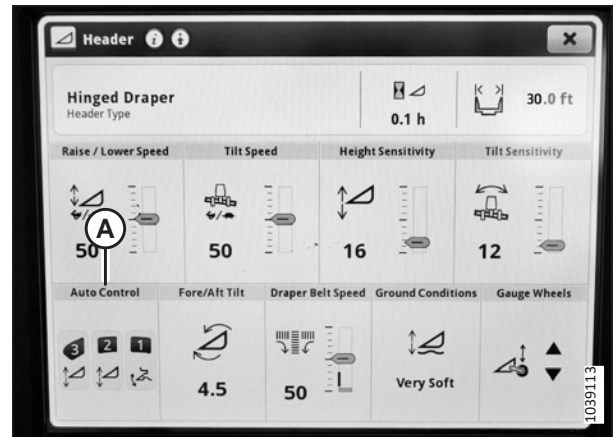 Header
Hinged Draper
Header Type
0.1 h
30.0 ft
Raise / Lower Speed
Tilt Speed
Height Sensitivity
Tilt Sensitivity
50
50
16
12
A
Auto Control
Fore/Aft Tilt
Draper Belt Speed
Ground Conditions
Gauge Wheels
3 2 1
4.5
50
Very Soft
1039113